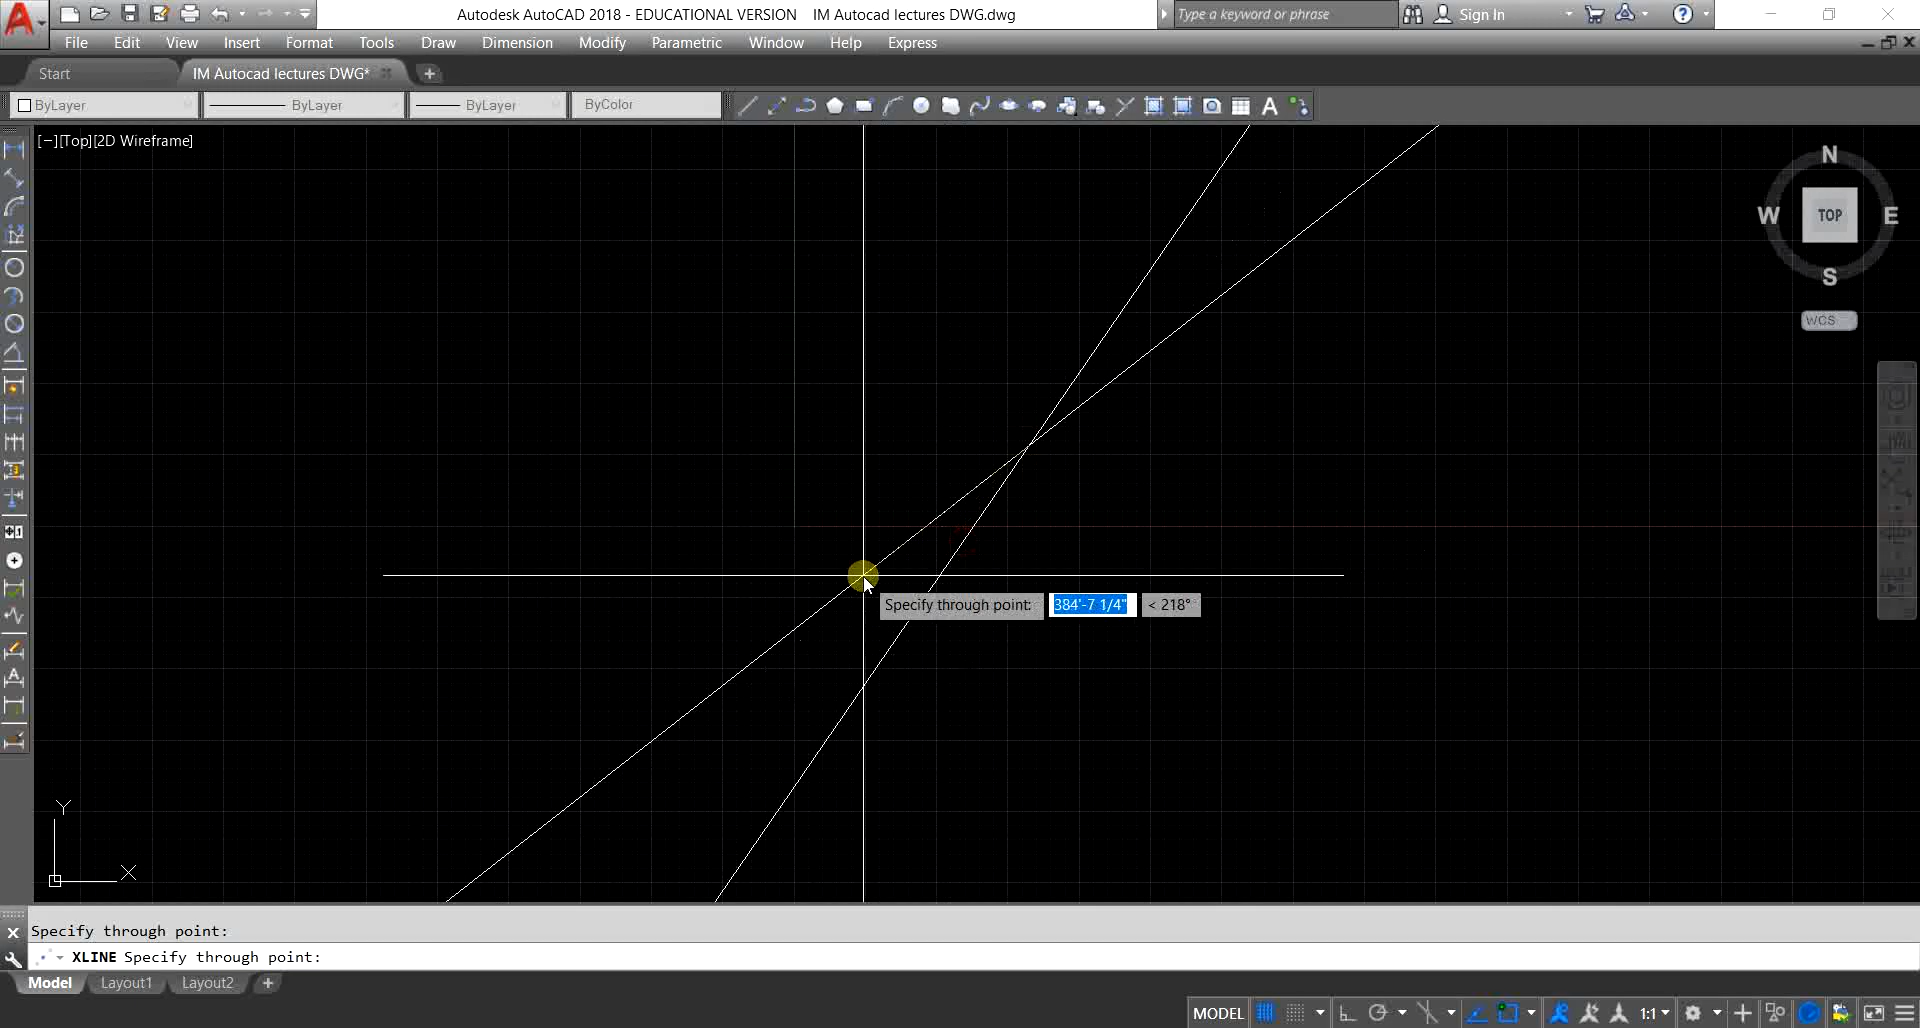 Autodesk AutoCAD 2018 - EDUCATIONAL VERSION    IM Autocad lectures DWG.dwg
Type a keyword or phrase
Sign In
File Edit View Insert Format Tools Draw Dimension Modify Parametric Window Help Express
Start
IM Autocad lectures DWG*
ByLayer
ByLayer
ByLayer
ByColor
[−][Top][2D Wireframe]
N
W
TOP
E
S
WCS
Specify through point:
384'-7 1/4"
< 218°
Y
X
Specify through point:
XLINE Specify through point:
Model
Layout1
Layout2
MODEL
1:1